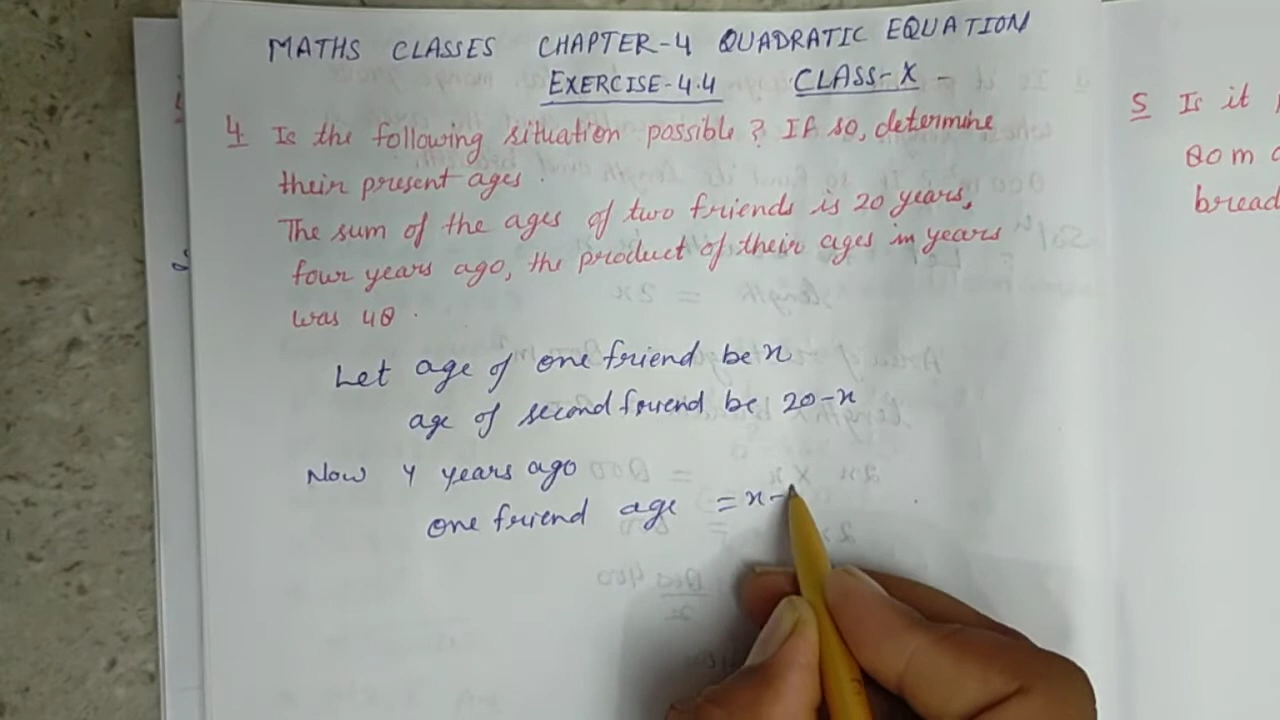 MATHS CLASSES CHAPTER-4 QUADRATIC EQUATION
EXERCISE-4.4 CLASS-X -
4 Is the following situation possible? If so, determine
their present ages.
The sum of the ages of two friends is 20 years,
four years ago, the product of their ages in years
was 48.
Let age of one friend be x
age of second friend be 20-x
Now 4 years ago
one friend age = x-
5 Is it
80 m
bread